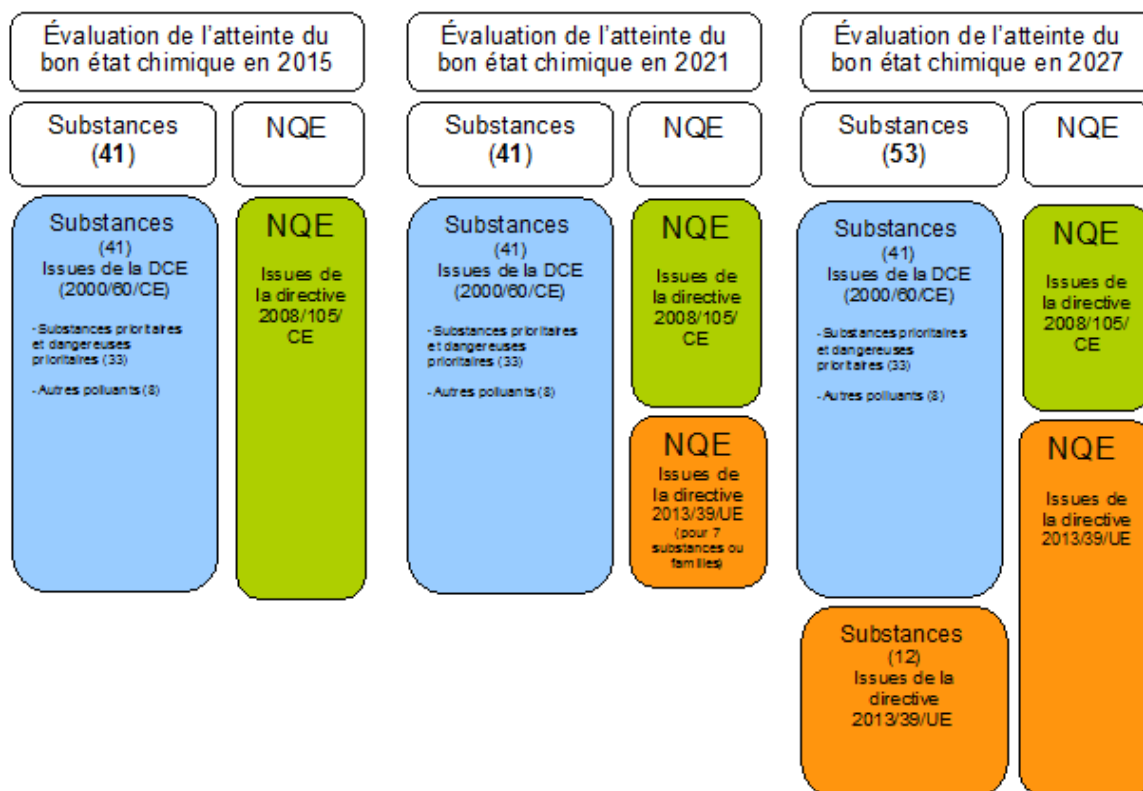 Évaluation de l'atteinte du
bon état chimique en 2015
Substances
(41)
NQE
Substances
(41)
Issues de la DCE
(2000/60/CE)
-Substances prioritaires
et dangereuses
prioritaires (33)
-Autres polluants (8)
NQE
Issues de
la directive
2008/105/
CE
Évaluation de l'atteinte du
bon état chimique en 2021
Substances
(41)
NQE
Substances
(41)
Issues de la DCE
(2000/60/CE)
-Substances prioritaires
et dangereuses
prioritaires (33)
-Autres polluants (8)
NQE
Issues de
la directive
2008/105/
CE
NQE
Issues de
la directive
2013/39/UE
(pour 7
substances ou
familles)
Évaluation de l'atteinte du
bon état chimique en 2027
Substances
(53)
NQE
Substances
(41)
Issues de la DCE
(2000/60/CE)
-Substances prioritaires
et dangereuses
prioritaires (33)
-Autres polluants (8)
NQE
Issues de
la directive
2008/105/
CE
Substances
(12)
Issues de la
directive
2013/39/UE
NQE
Issues de
la directive
2013/39/UE